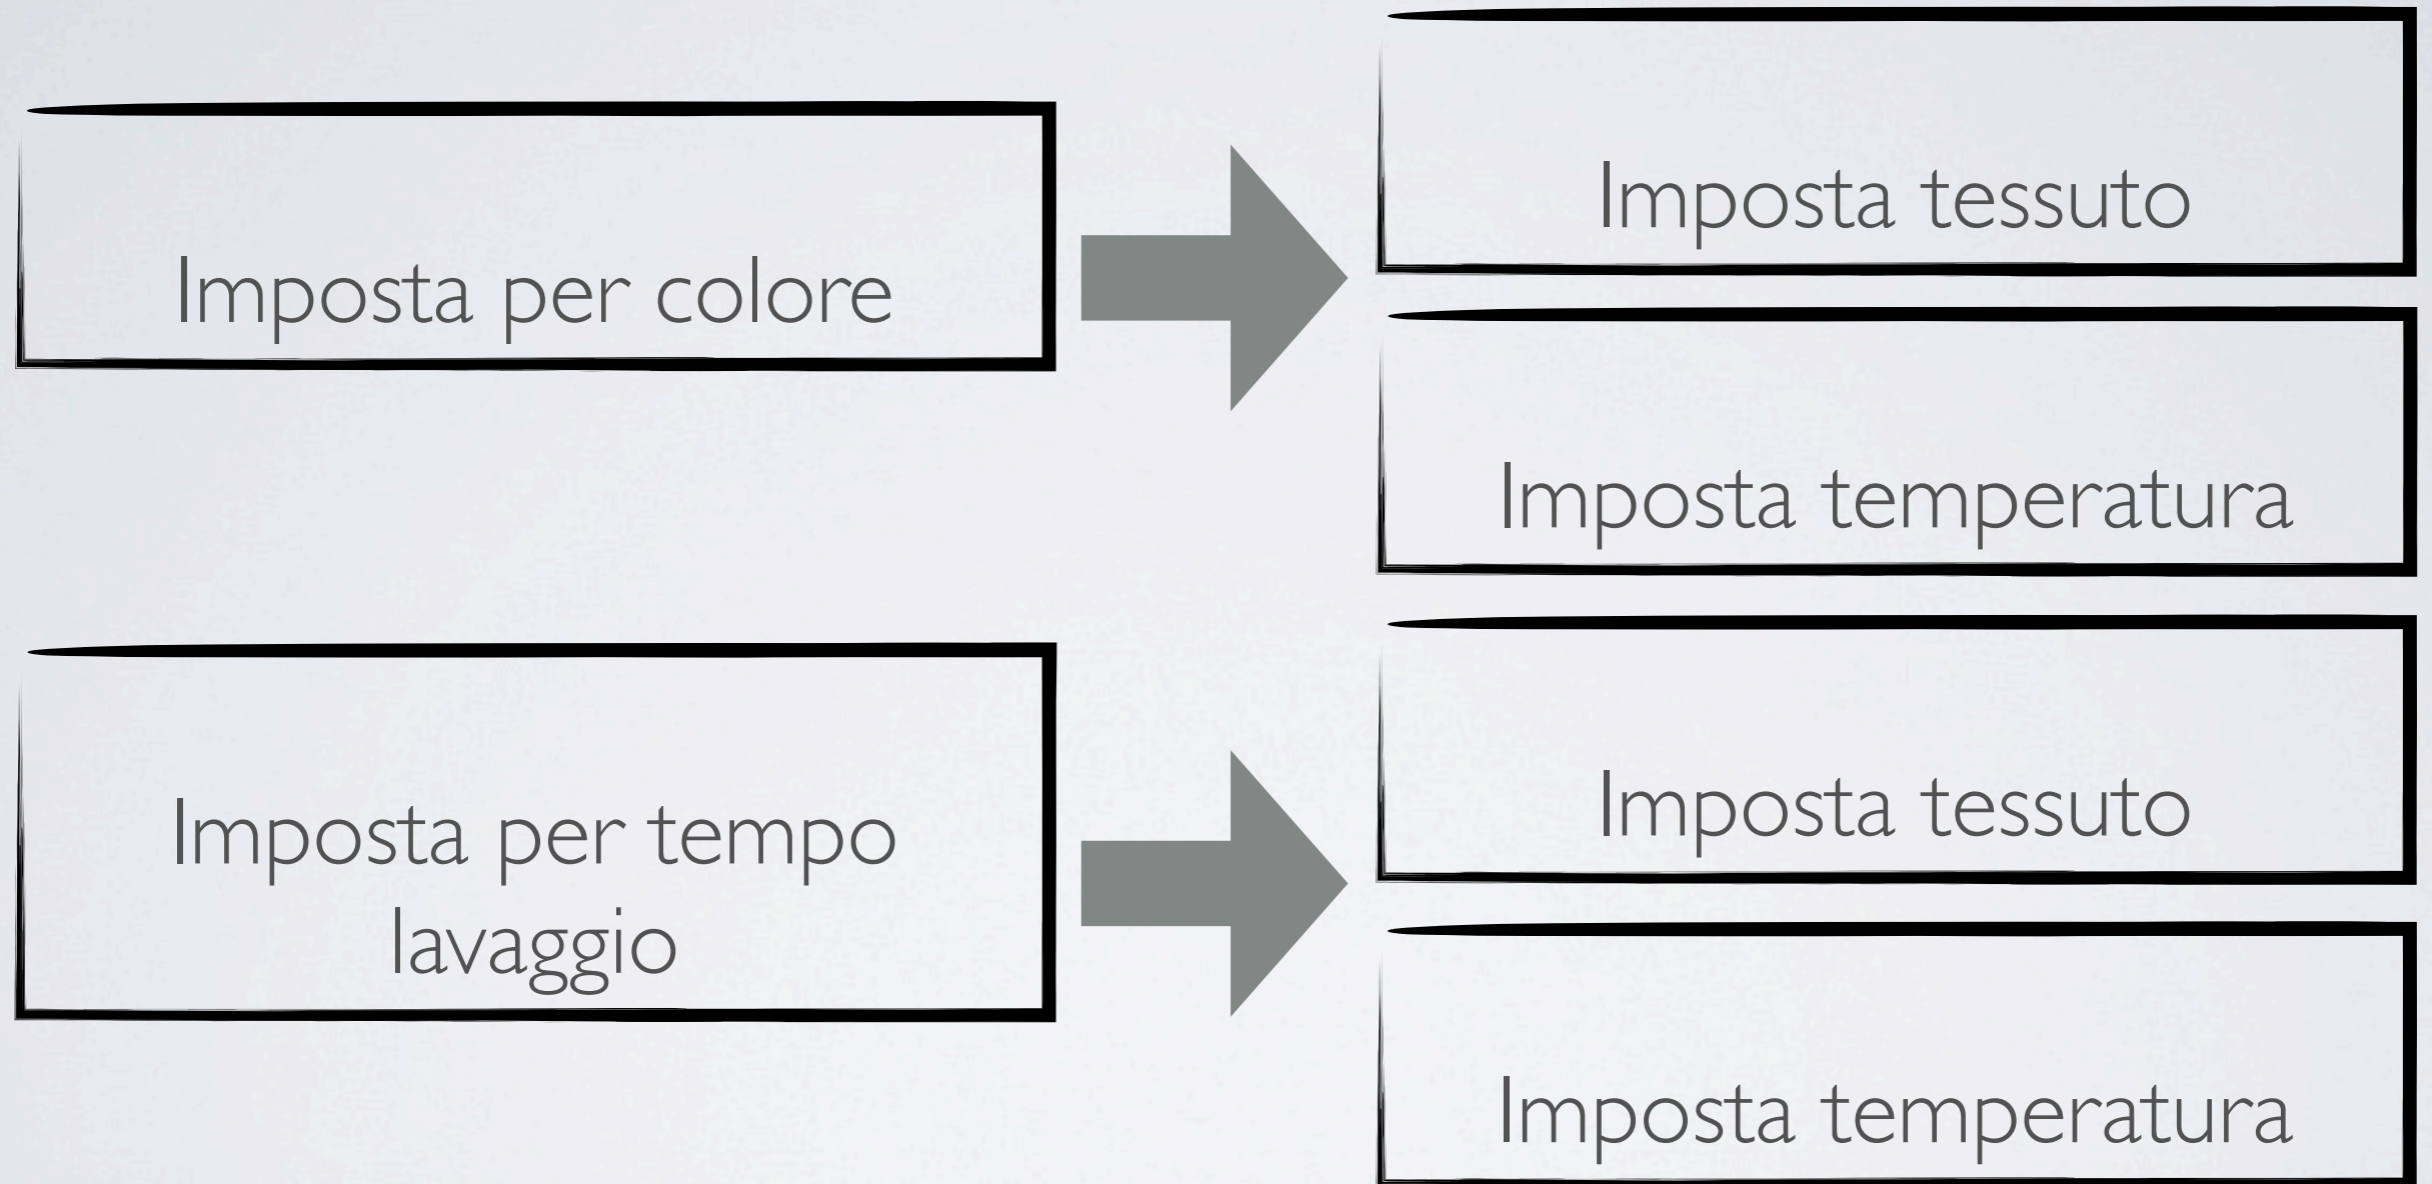 Imposta per colore
Imposta tessuto
Imposta temperatura
Imposta per tempo
lavaggio
Imposta tessuto
Imposta temperatura